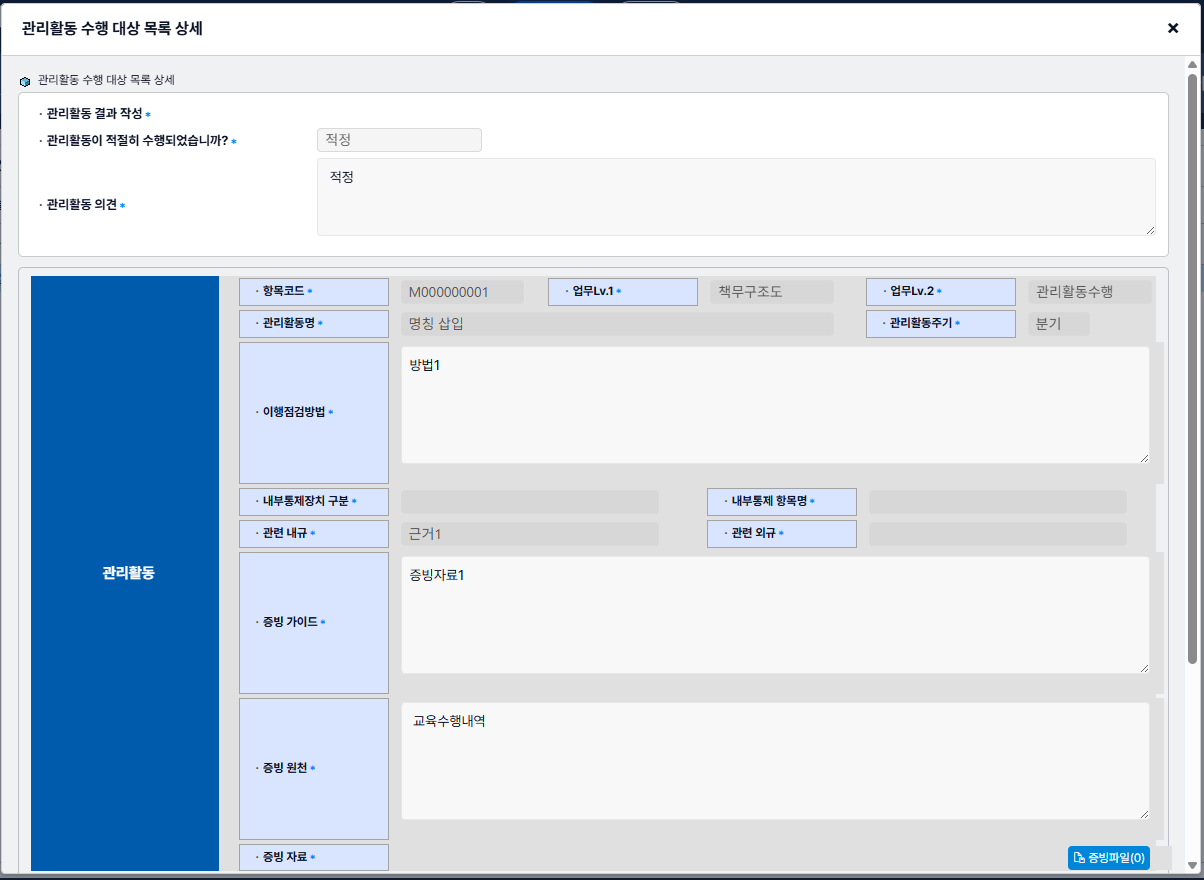 관리활동 수행 대상 목록 상세
관리활동 수행 대상 목록 상세
· 관리활동 결과 작성 *
· 관리활동이 적절히 수행되었습니까? * 적정
· 관리활동 의견 * 적정
관리활동
· 항목코드 * M000000001 · 업무Lv.1 * 책무구조도 · 업무Lv.2 * 관리활동수행
· 관리활동명 * 명칭 삽입 · 관리활동주기 * 분기
· 이행점검방법 * 방법1
· 내부통제장치 구분 * · 내부통제 항목명 *
· 관련 내규 * 근거1 · 관련 외규 *
· 증빙 가이드 * 증빙자료1
· 증빙 원천 * 교육수행내역
· 증빙 자료 * 증빙파일(0)